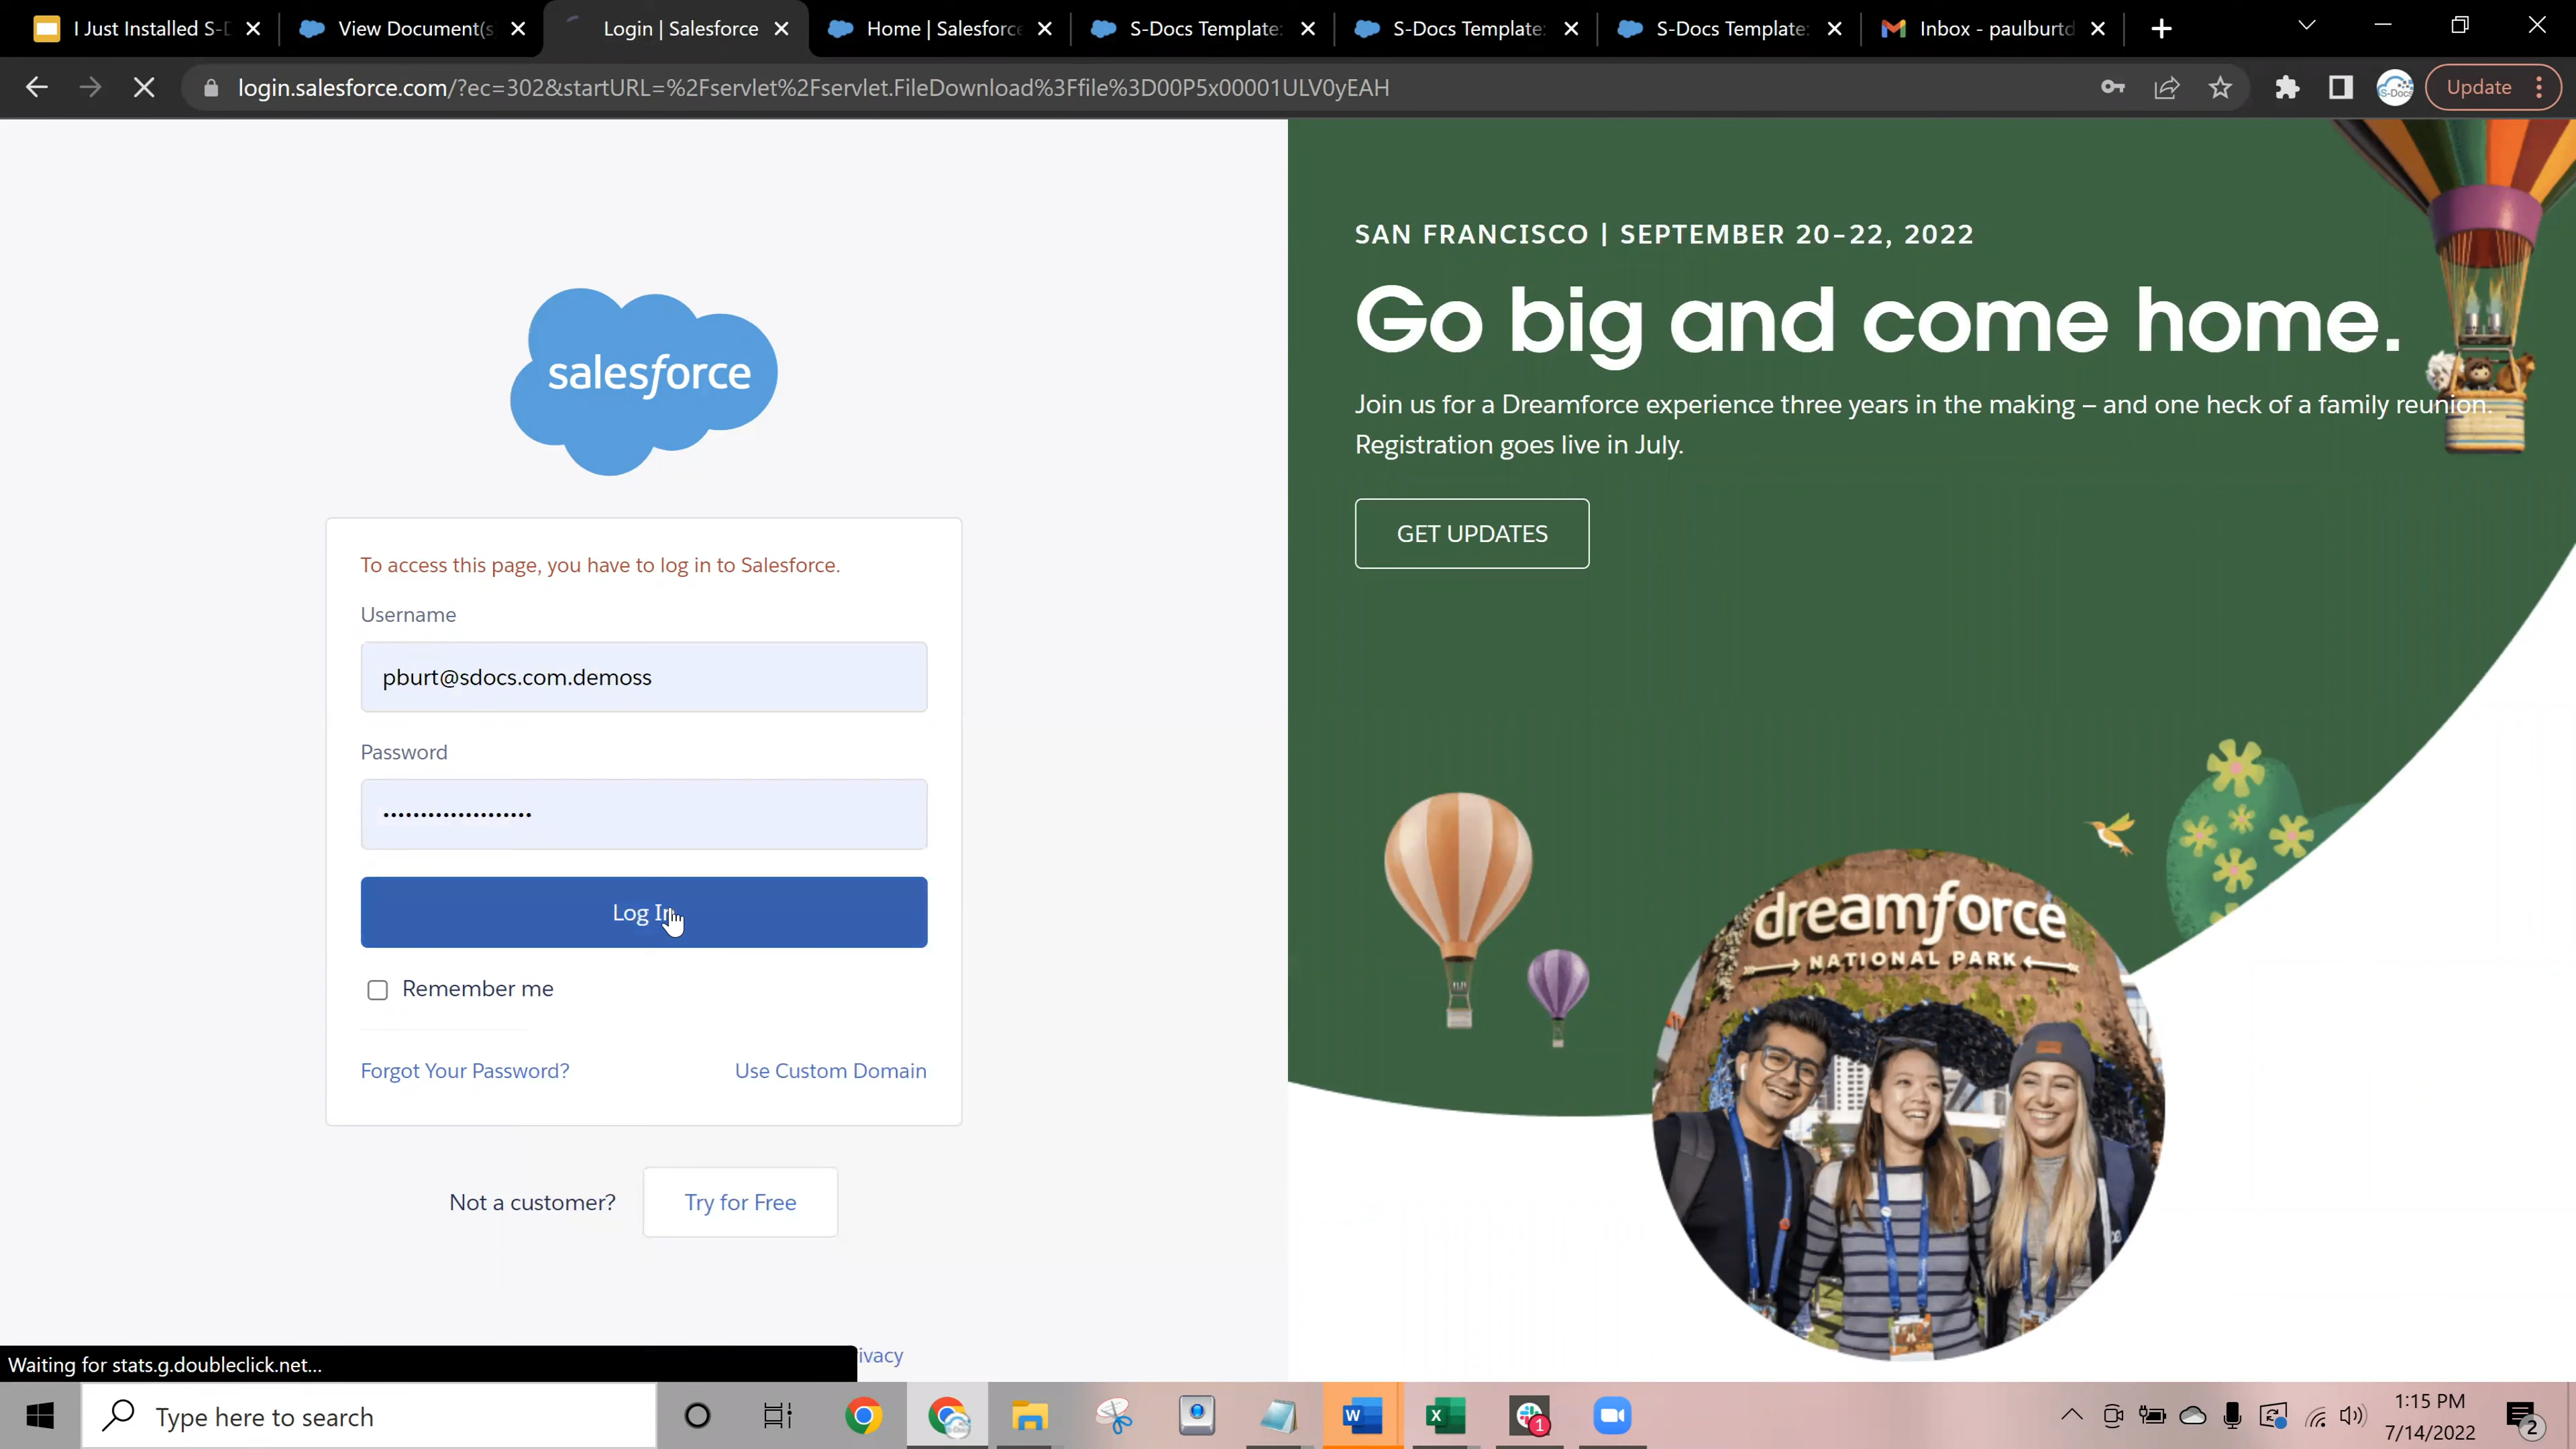 I Just Installed S-D
View Document(s
Login | Salesforce
Home | Salesforce
S-Docs Template:
S-Docs Template:
S-Docs Template:
Inbox - paulburtd
login.salesforce.com/?ec=302&startURL=%2Fservlet%2Fservlet.FileDownload%3Ffile%3D00P5x00001ULV0yEAH
S-Docs
Update
salesforce
To access this page, you have to log in to Salesforce.
Username
pburt@sdocs.com.demoss
Password
Log In
Remember me
Forgot Your Password?
Use Custom Domain
Not a customer?
Try for Free
ivacy
SAN FRANCISCO | SEPTEMBER 20–22, 2022
Go big and come home.
Join us for a Dreamforce experience three years in the making – and one heck of a family reunion.
Registration goes live in July.
GET UPDATES
dreamforce
NATIONAL PARK
Waiting for stats.g.doubleclick.net...
Type here to search
W
X
1
1:15 PM
7/14/2022
2